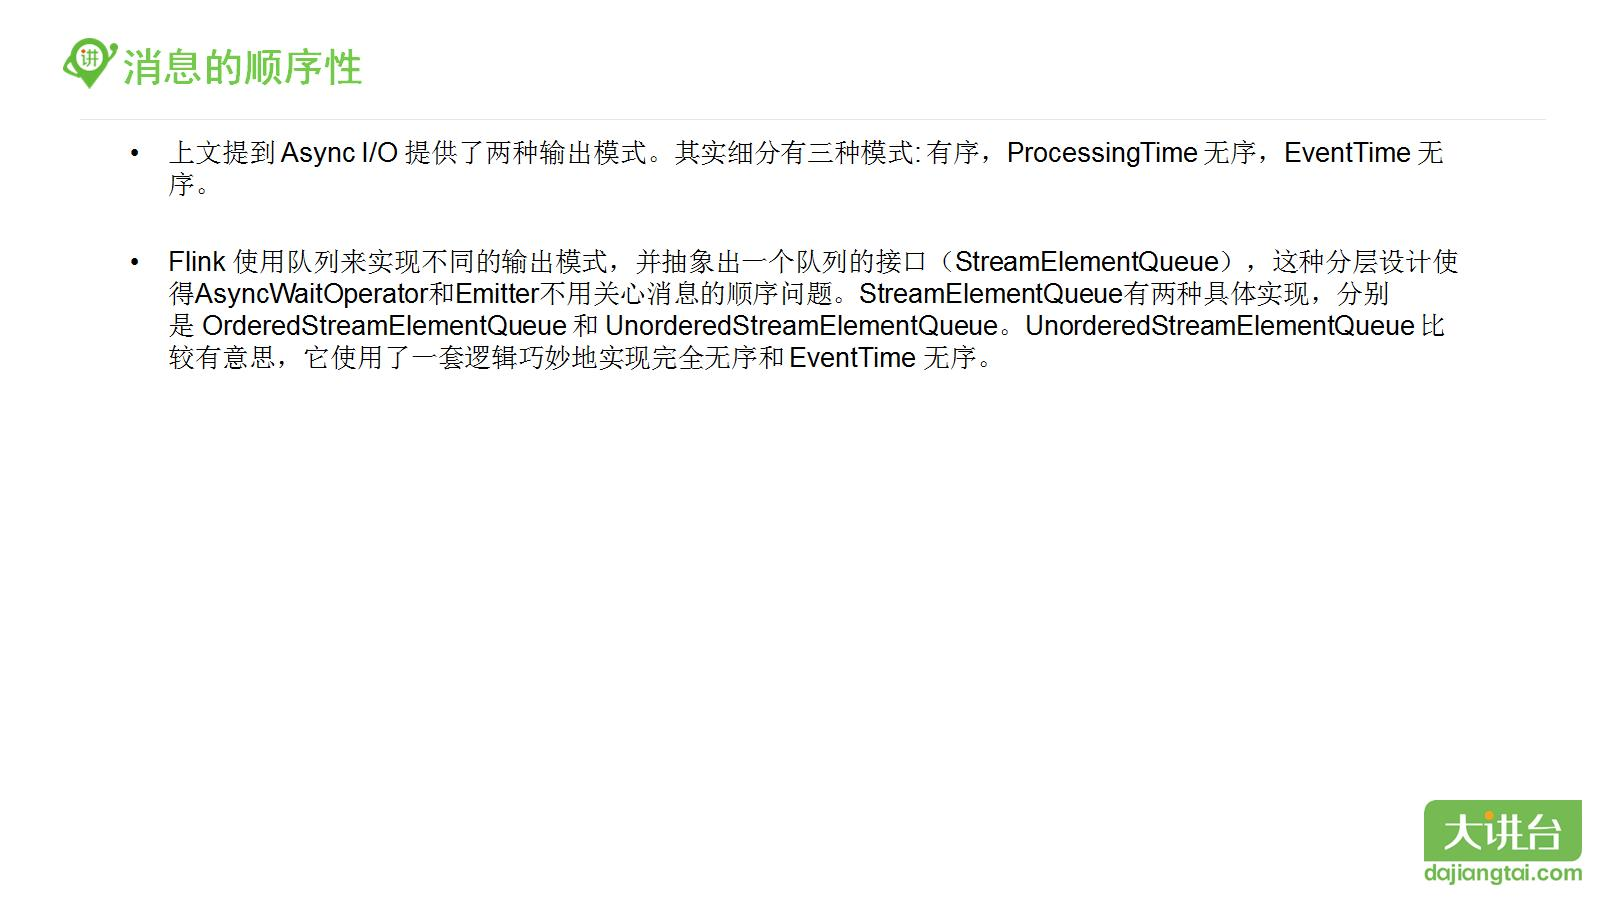 讲
消息的顺序性
• 上文提到 Async I/O 提供了两种输出模式。其实细分有三种模式: 有序，ProcessingTime 无序，EventTime 无
序。
• Flink 使用队列来实现不同的输出模式，并抽象出一个队列的接口（StreamElementQueue），这种分层设计使
得AsyncWaitOperator和Emitter不用关心消息的顺序问题。StreamElementQueue有两种具体实现，分别
是 OrderedStreamElementQueue 和 UnorderedStreamElementQueue。UnorderedStreamElementQueue 比
较有意思，它使用了一套逻辑巧妙地实现完全无序和 EventTime 无序。
大讲台
dajiangtai.com